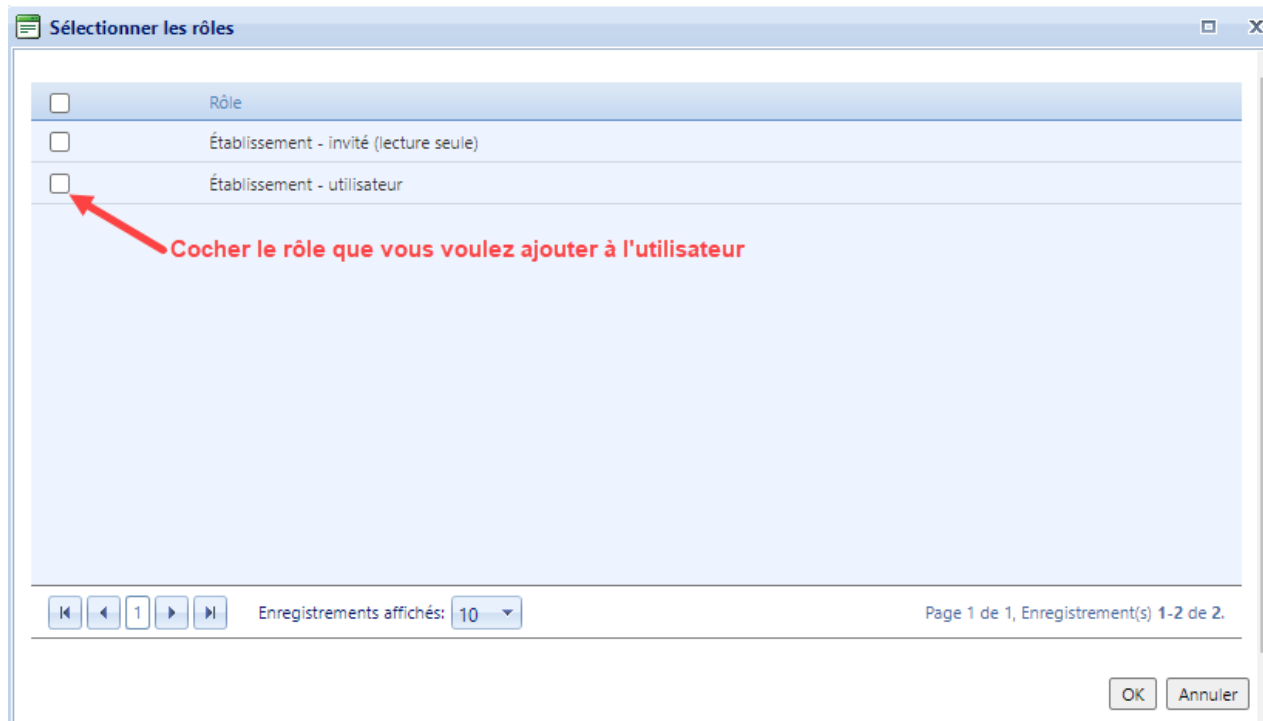 Sélectionner les rôles
Rôle
Établissement - invité (lecture seule)
Établissement - utilisateur
Cocher le rôle que vous voulez ajouter à l'utilisateur
1 Enregistrements affichés: 10 Page 1 de 1, Enregistrement(s) 1-2 de 2.
OK Annuler